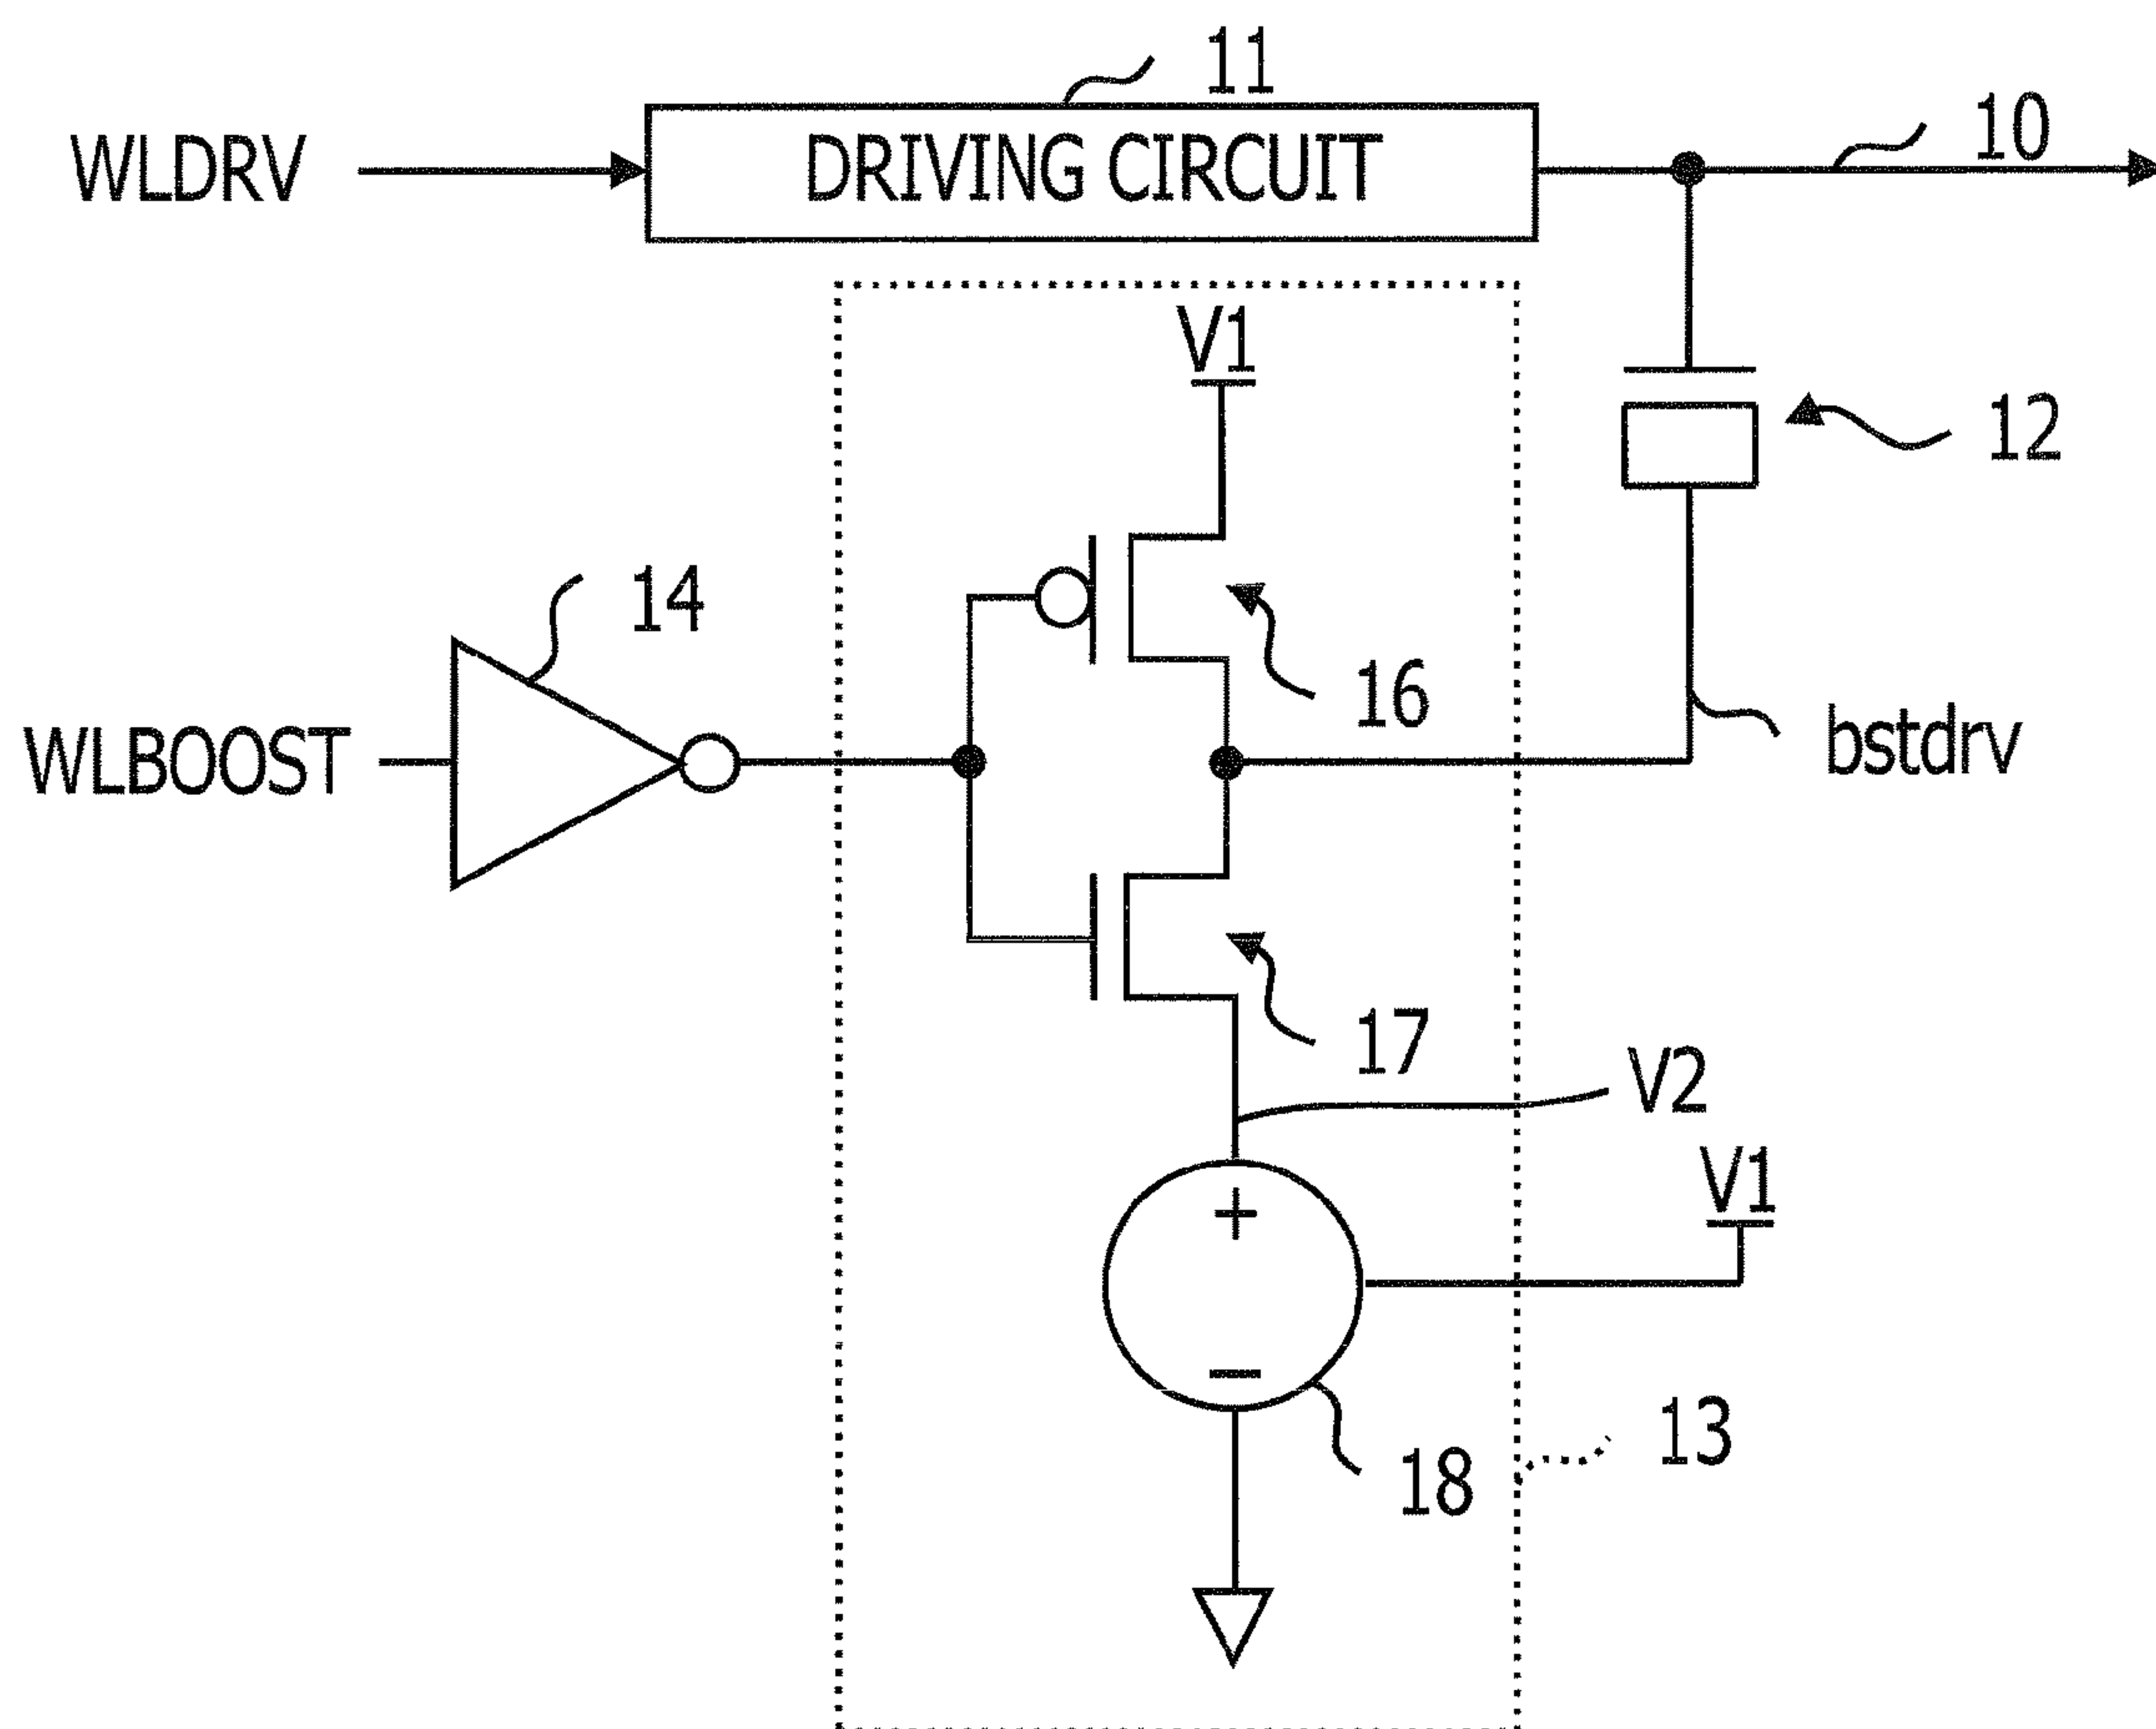 11
WLDRV
DRIVING CIRCUIT
10
V1
12
14
16
WLBOOST
bstdrv
17
V2
V1
+
−
13
18